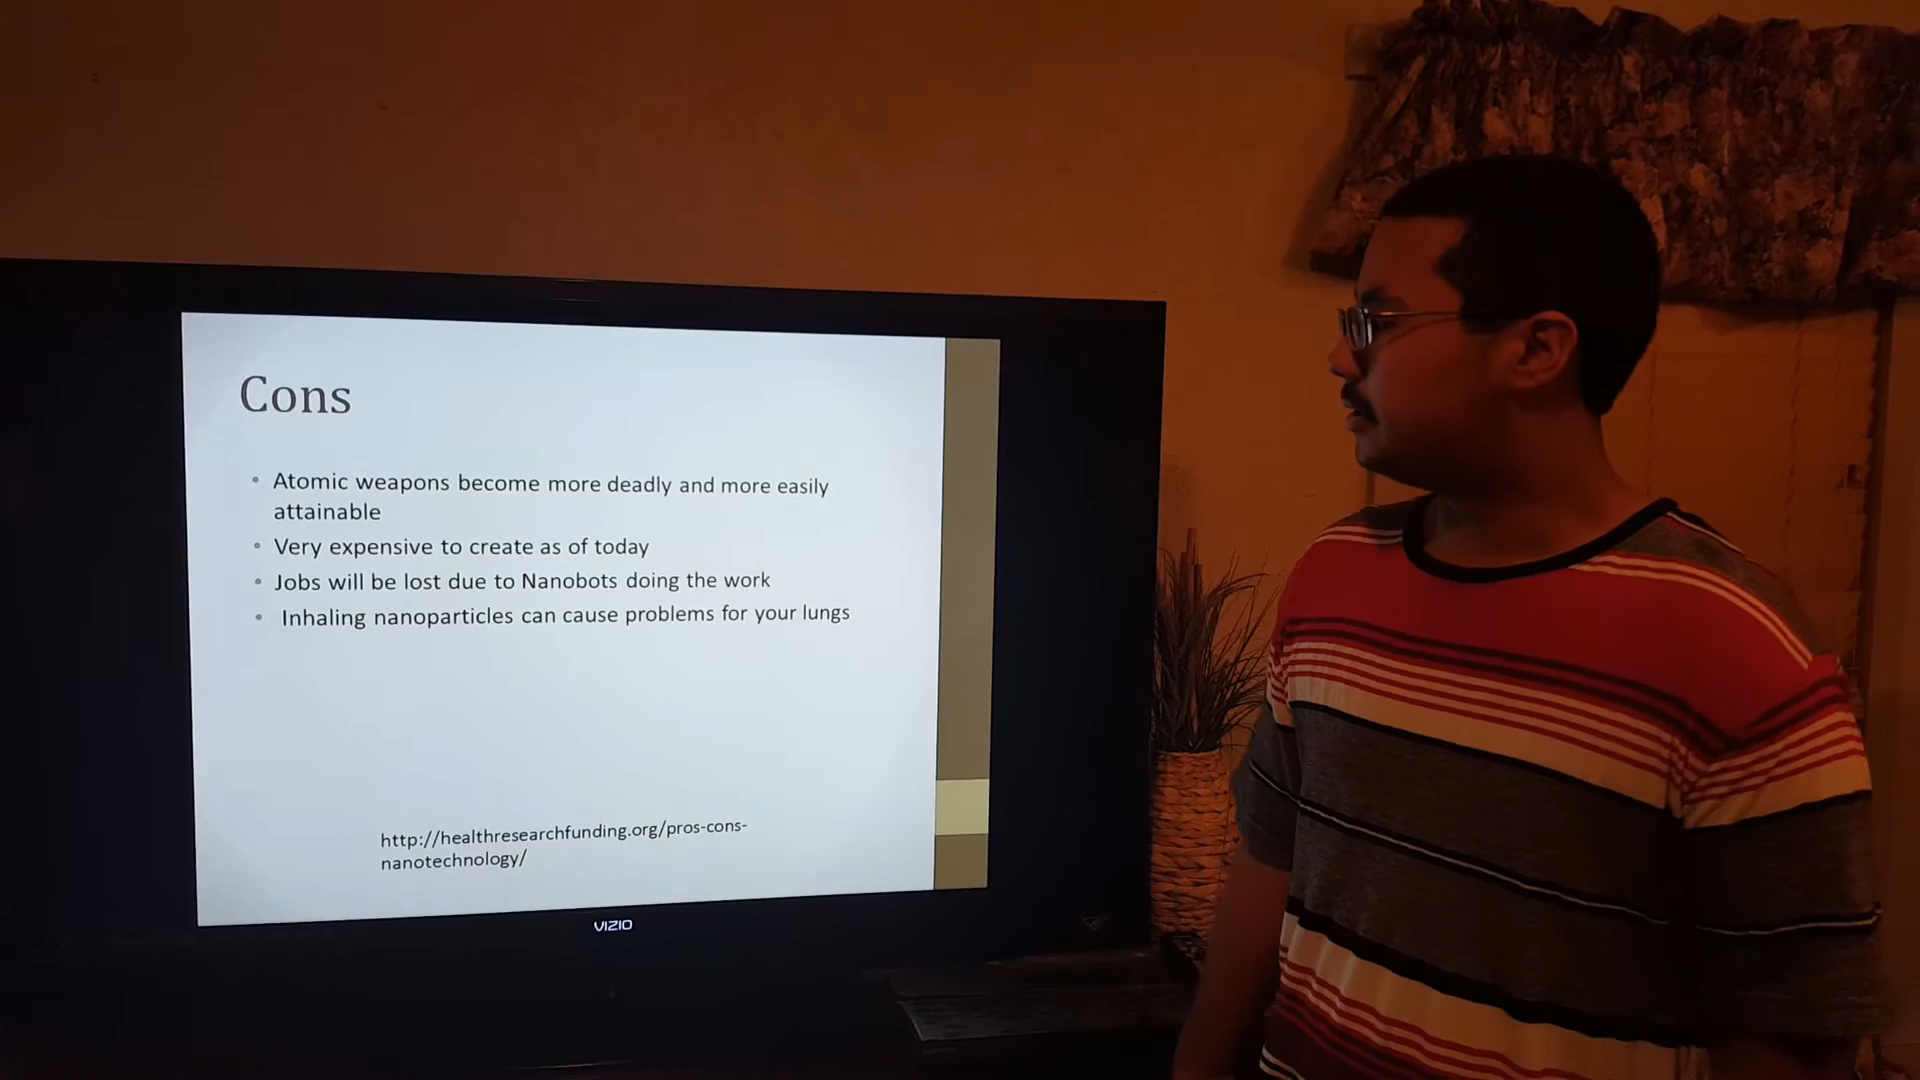 Cons
Atomic weapons become more deadly and more easily
attainable
Very expensive to create as of today
Jobs will be lost due to Nanobots doing the work
Inhaling nanoparticles can cause problems for your lungs
http://healthresearchfunding.org/pros-cons-
nanotechnology/
VIZIO